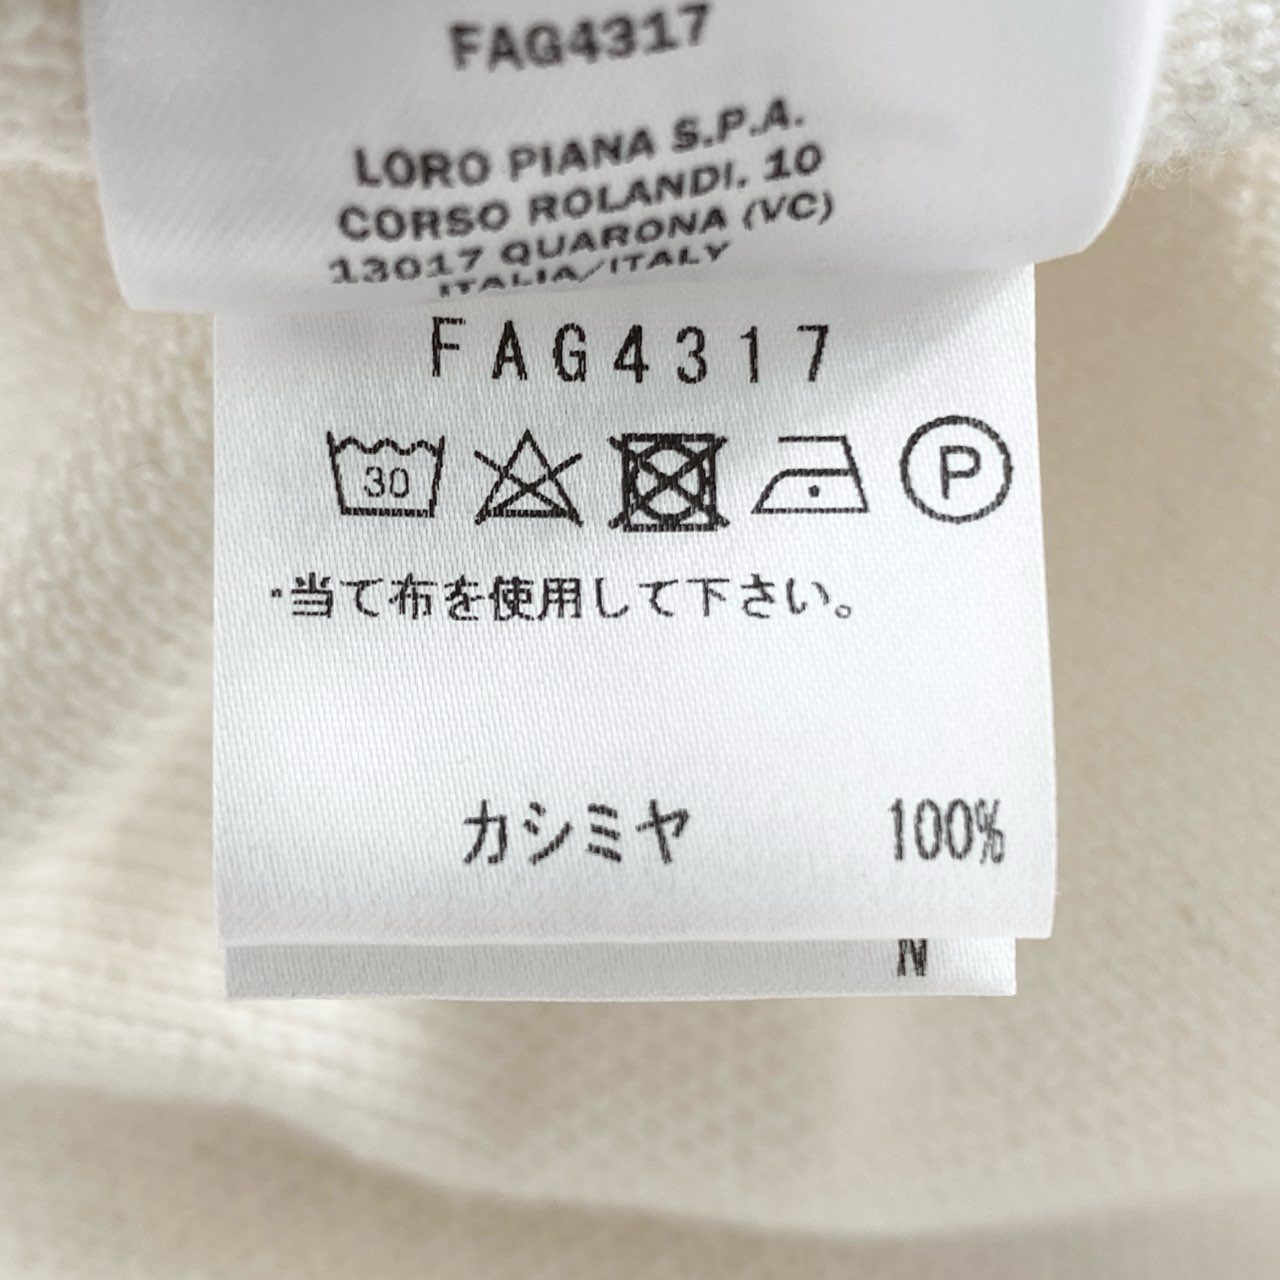 FAG4317
LORO PIANA S.P.A.
CORSO ROLANDI, 10
13017 QUARONA (VC)
ITALIA/ITALY
FAG4317
30
P
・当て布を使用して下さい。
カシミヤ 100%
N